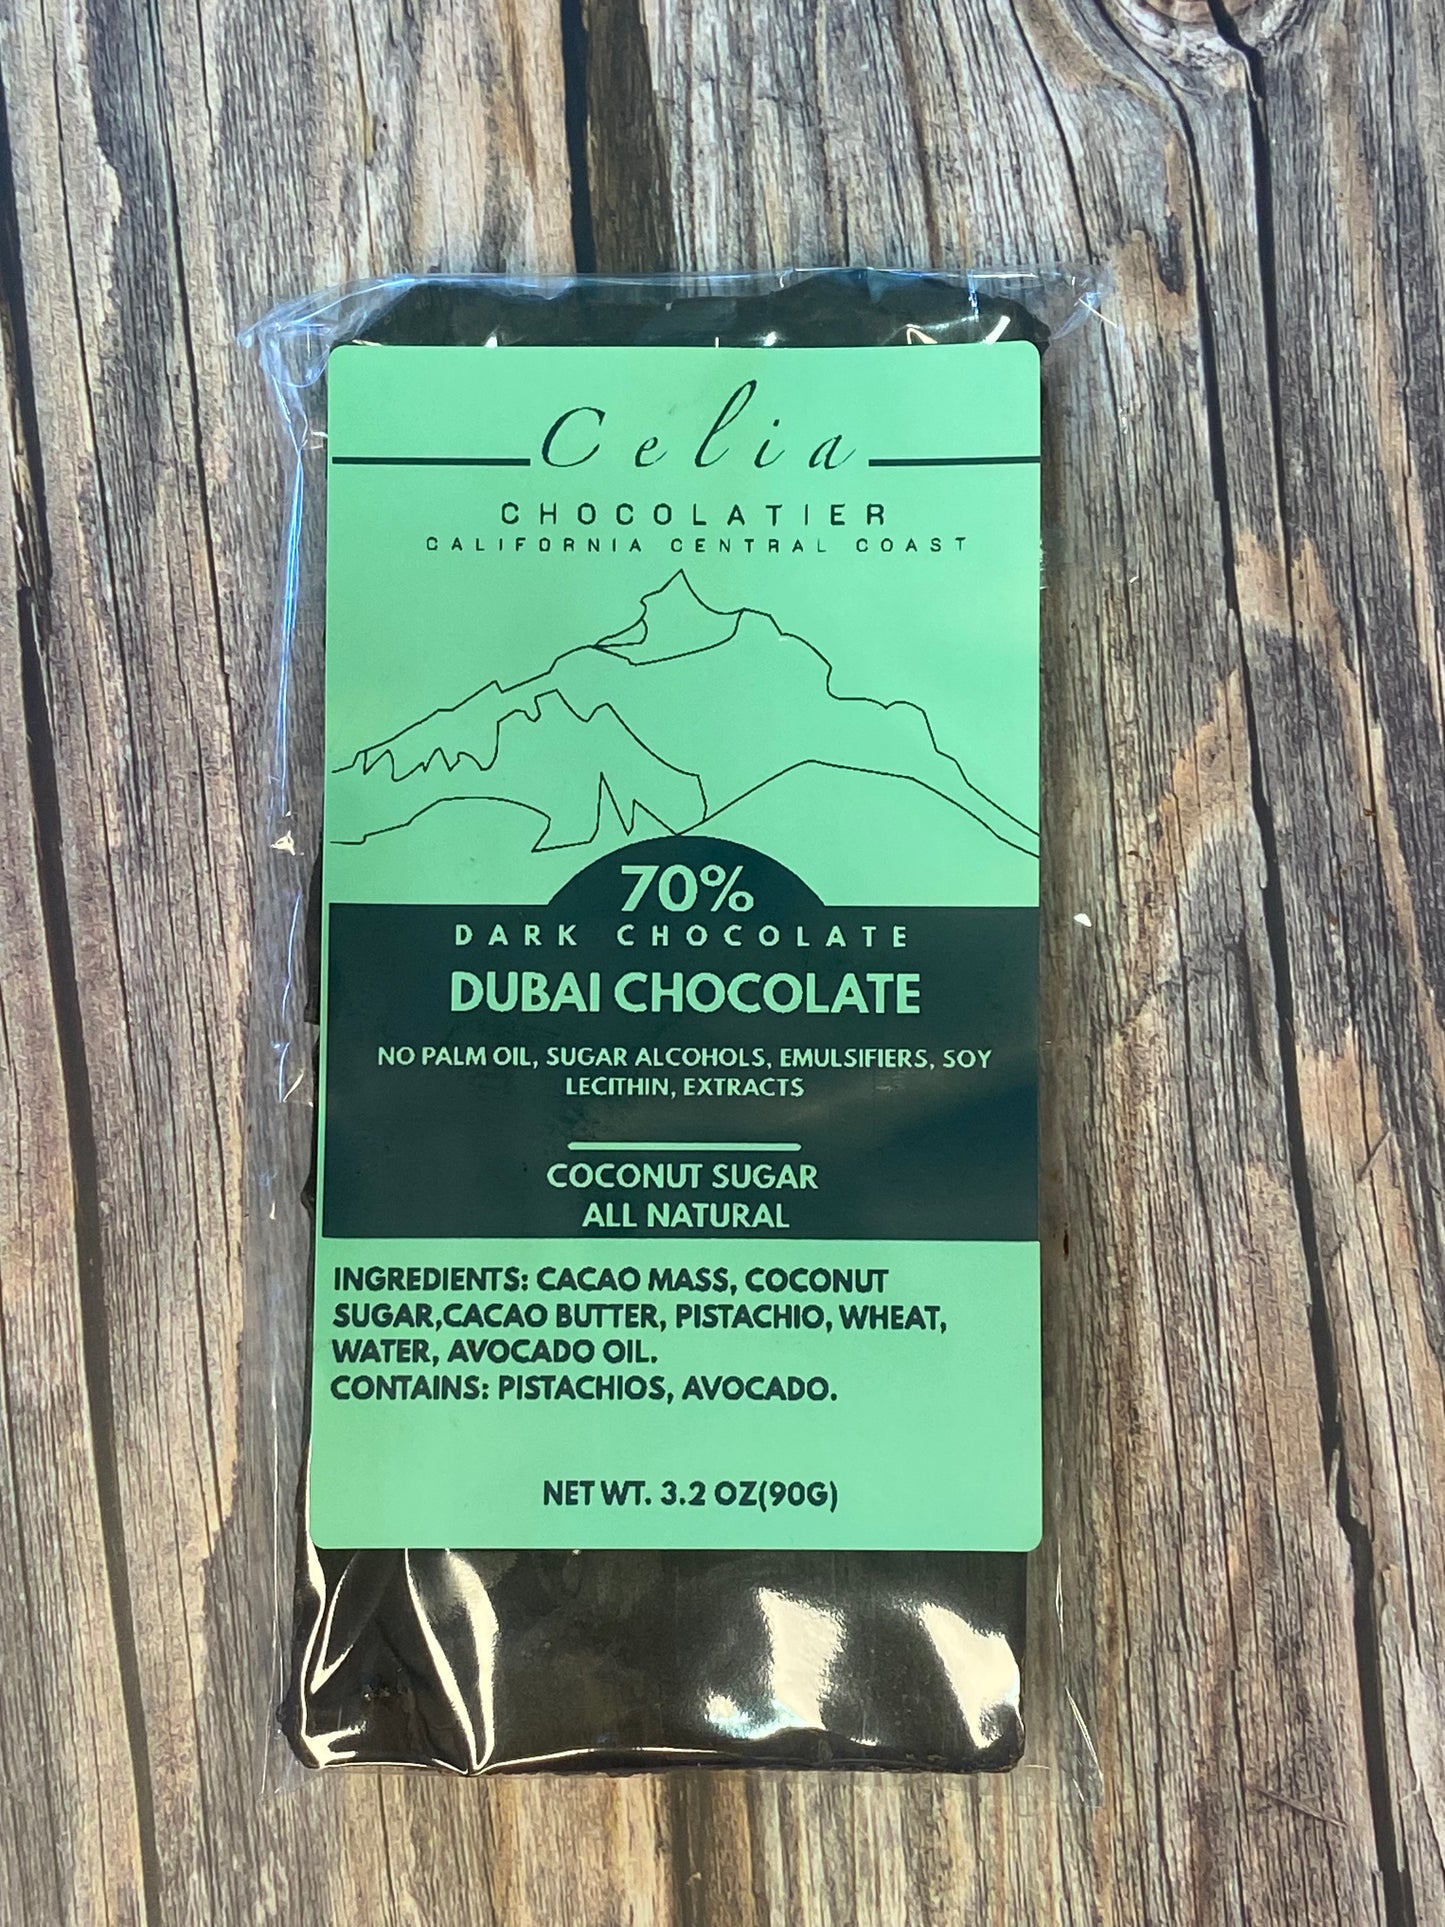 Celia
CHOCOLATIER
CALIFORNIA CENTRAL COAST
70%
DARK CHOCOLATE
DUBAI CHOCOLATE
NO PALM OIL, SUGAR ALCOHOLS, EMULSIFIERS, SOY
LECITHIN, EXTRACTS
COCONUT SUGAR
ALL NATURAL
INGREDIENTS: CACAO MASS, COCONUT
SUGAR,CACAO BUTTER, PISTACHIO, WHEAT,
WATER, AVOCADO OIL.
CONTAINS: PISTACHIOS, AVOCADO.
NET WT. 3.2 OZ(90G)